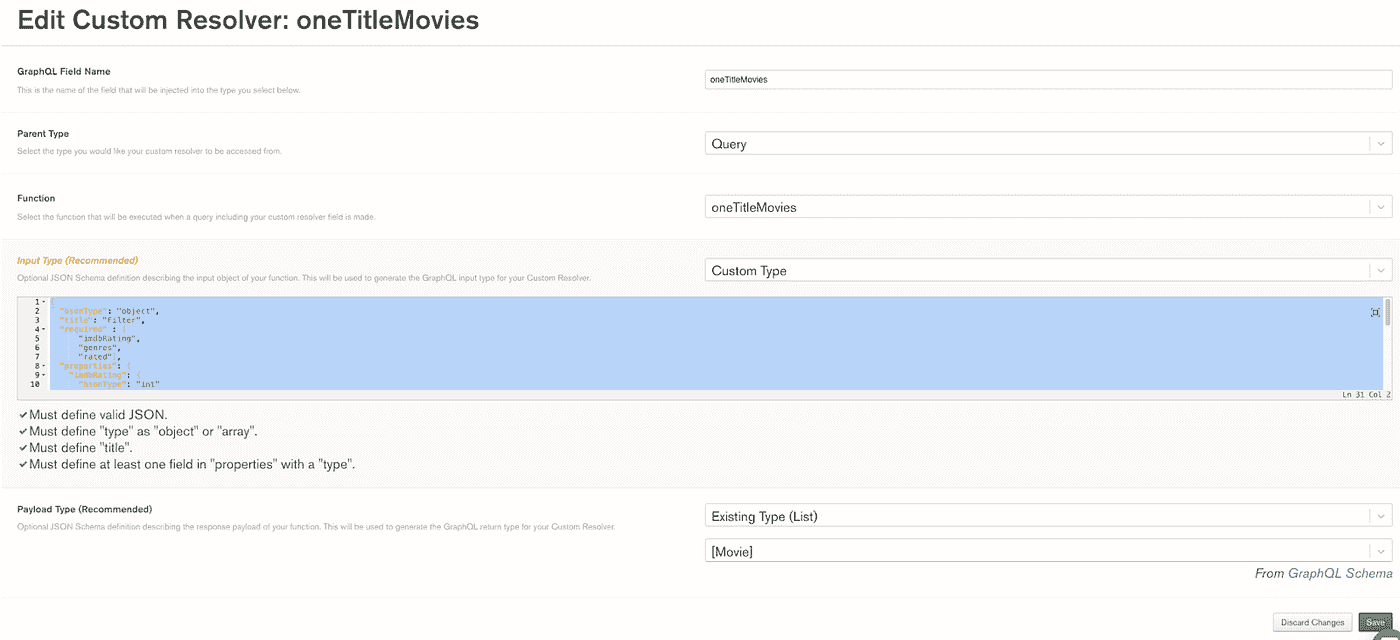 Edit Custom Resolver: oneTitleMovies
GraphQL Field Name
This is the name of the field that will be injected into the type you select below.
oneTitleMovies
Parent Type
Select the type you would like your custom resolver to be accessed from.
Query
Function
Select the function that will be executed when a query including your custom resolver field is made.
oneTitleMovies
Input Type (Recommended)
Optional JSON Schema definition describing the input object of your function. This will be used to generate the GraphQL input type for your Custom Resolver.
Custom Type
1 {
2 "bsonType": "object",
3 "title": "filter",
4 "required" : [
5 "imdbRating",
6 "genres",
7 "rated"],
8 "properties": {
9 "imdbRating": {
10 "bsonType": "int"
Ln 31 Col 2
Must define valid JSON.
Must define "type" as "object" or "array".
Must define "title".
Must define at least one field in "properties" with a "type".
Payload Type (Recommended)
Optional JSON Schema definition describing the response payload of your function. This will be used to generate the GraphQL return type for your Custom Resolver.
Existing Type (List)
[Movie]
From GraphQL Schema
Discard Changes
Save